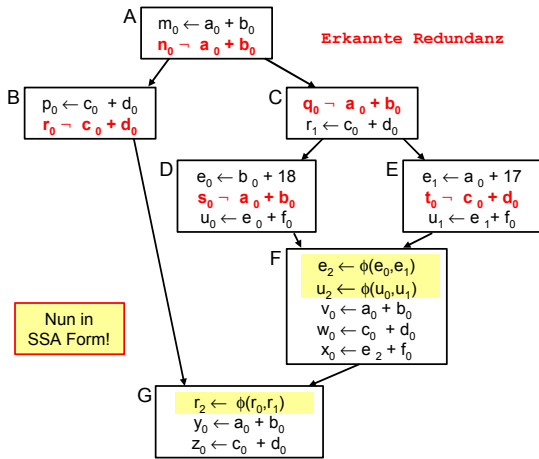 A
m₀ ← a₀ + b₀
n₀ ¬ a₀ + b₀
Erkannte Redundanz
B
p₀ ← c₀ + d₀
r₀ ¬ c₀ + d₀
C
q₀ ¬ a₀ + b₀
r₁ ← c₀ + d₀
D
e₀ ← b₀ + 18
s₀ ¬ a₀ + b₀
u₀ ← e₀ + f₀
E
e₁ ← a₀ + 17
t₀ ¬ c₀ + d₀
u₁ ← e₁ + f₀
F
e₂ ← ϕ(e₀,e₁)
u₂ ← ϕ(u₀,u₁)
v₀ ← a₀ + b₀
w₀ ← c₀ + d₀
x₀ ← e₂ + f₀
Nun in
SSA Form!
G
r₂ ← ϕ(r₀,r₁)
y₀ ← a₀ + b₀
z₀ ← c₀ + d₀